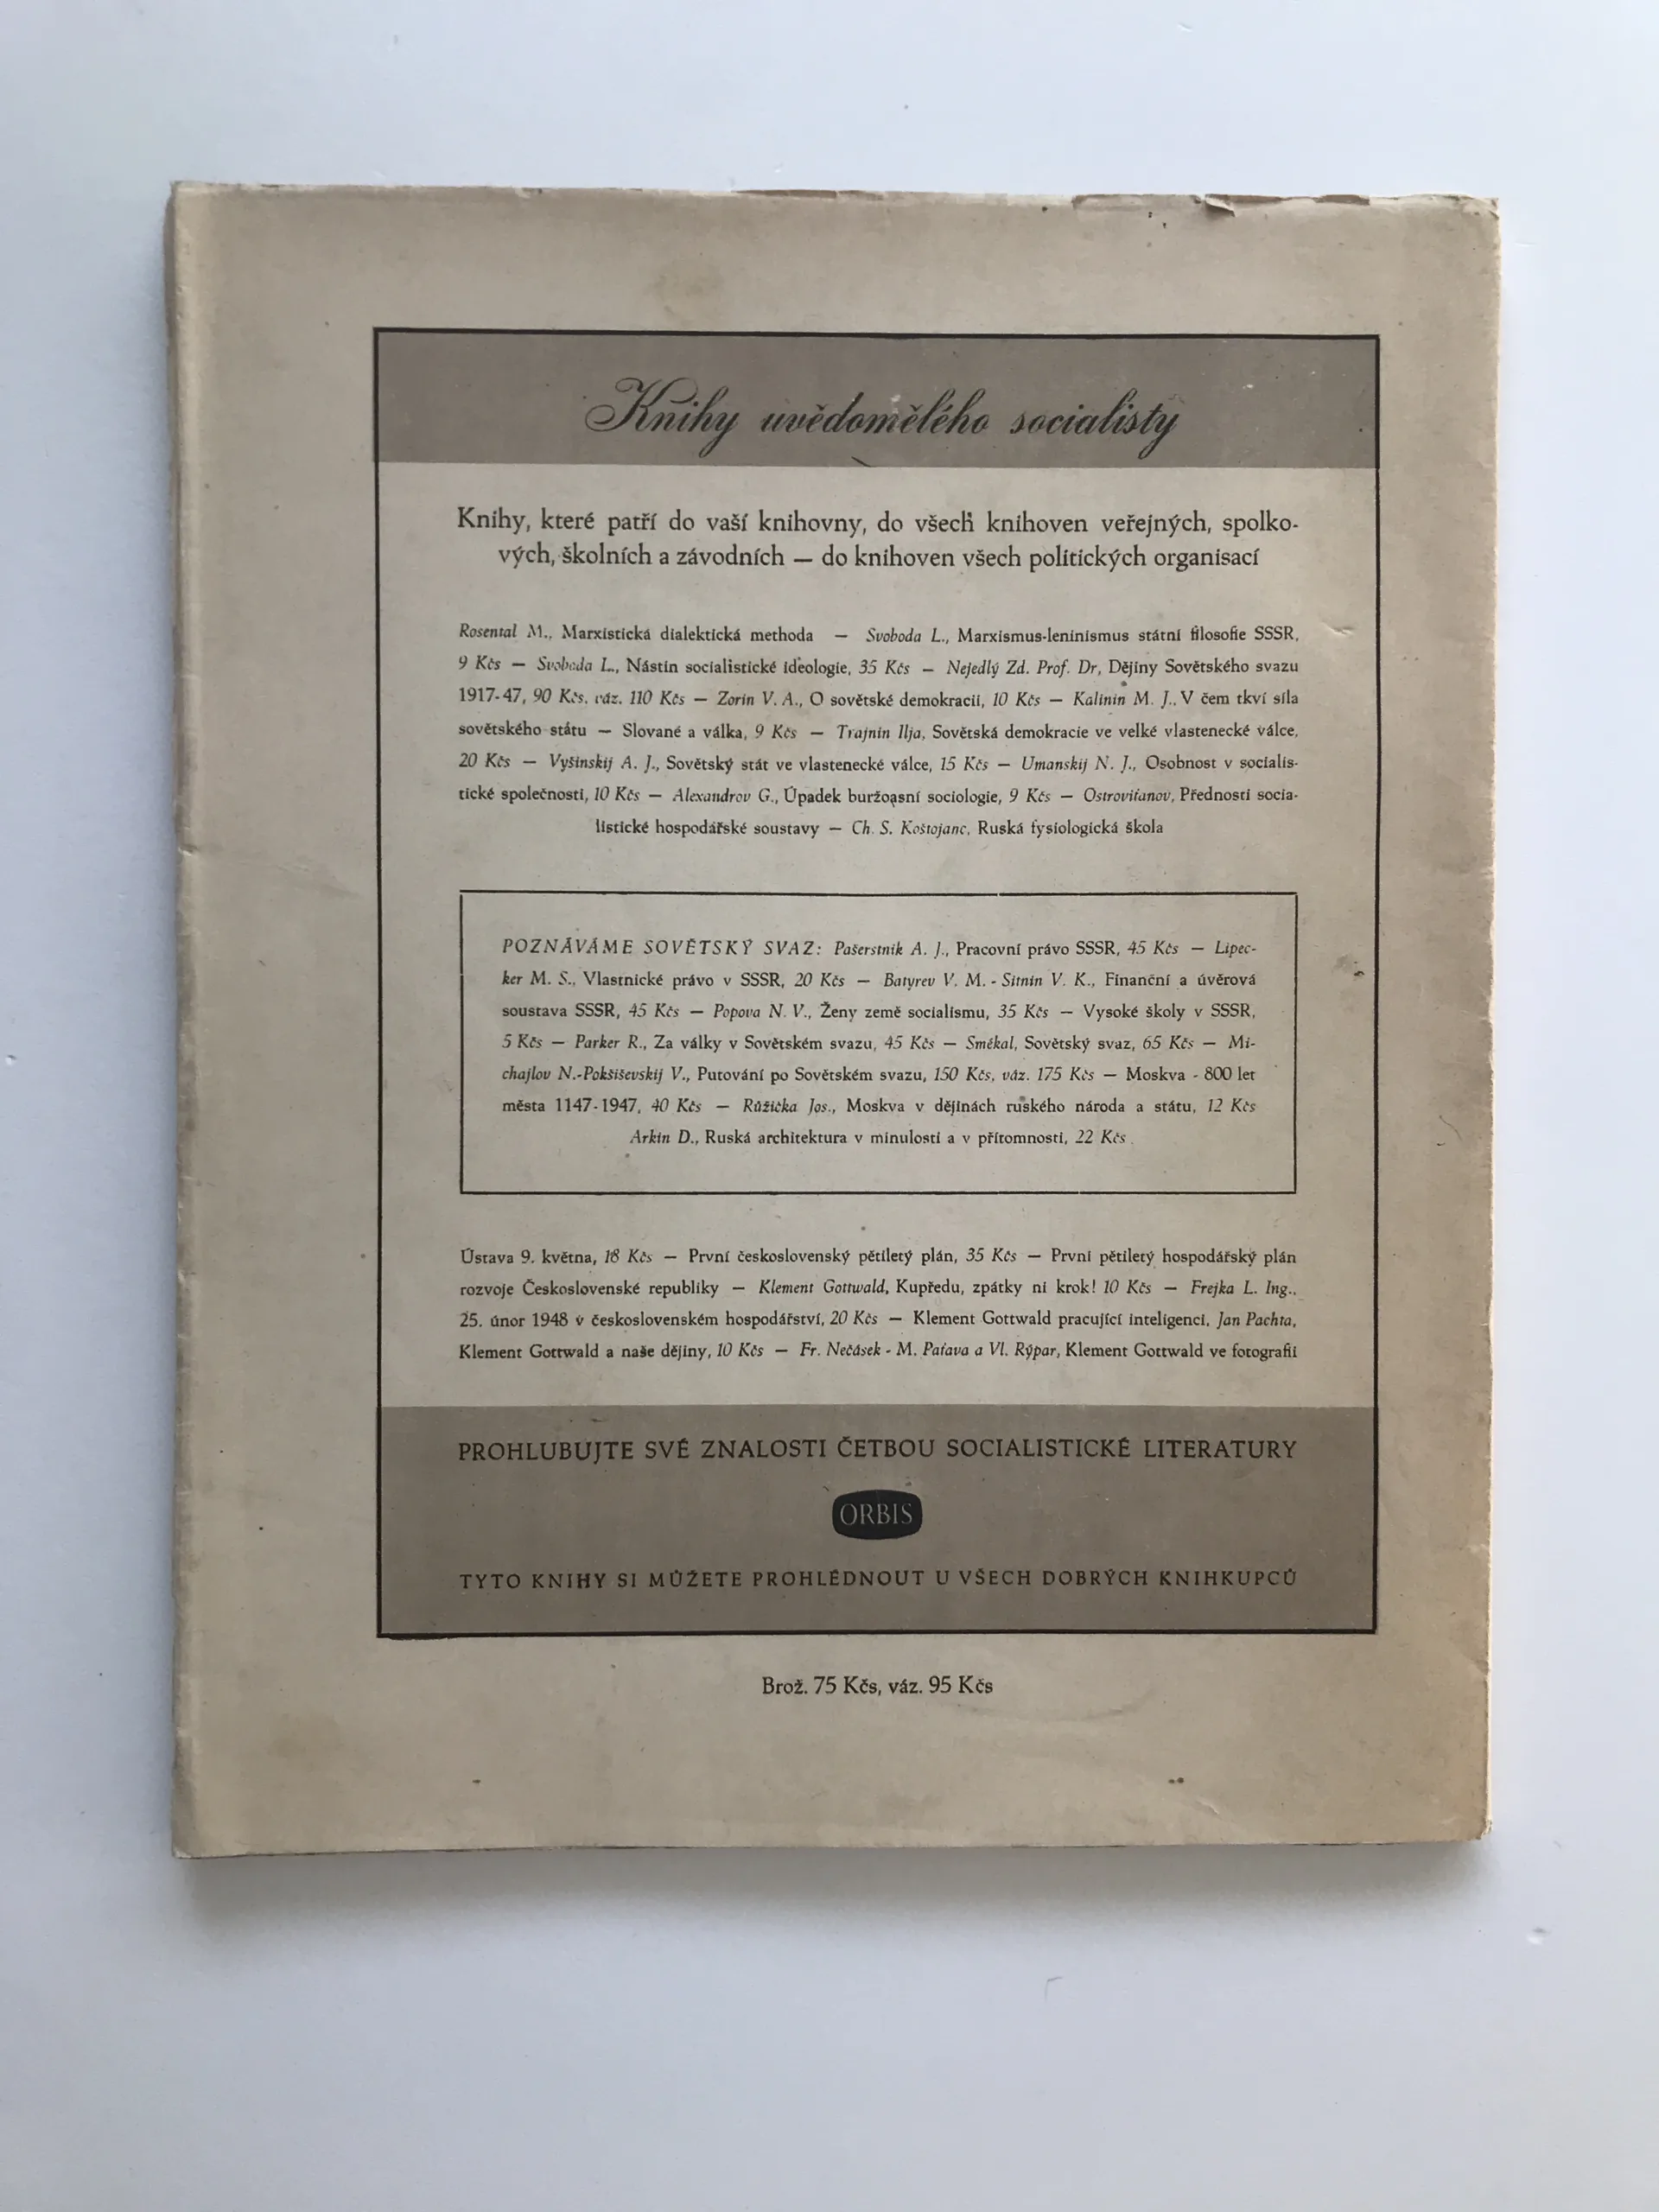 Knihy uvědomělého socialisty
Knihy, které patří do vaší knihovny, do všech knihoven veřejných, spolko-
vých, školních a závodních — do knihoven všech politických organisací
Rosental M., Marxistická dialektická methoda — Svoboda L., Marxismus-leninismus státní filosofie SSSR,
9 Kčs — Svoboda L., Nástin socialistické ideologie, 35 Kčs — Nejedlý Zd. Prof. Dr, Dějiny Sovětského svazu
1917-47, 90 Kčs, váz. 110 Kčs — Zorin V. A., O sovětské demokracii, 10 Kčs — Kalinin M. J., V čem tkví síla
sovětského státu — Slované a válka, 9 Kčs — Trajnin Ilja, Sovětská demokracie ve velké vlastenecké válce,
20 Kčs — Vyšinskij A. J., Sovětský stát ve vlastenecké válce, 15 Kčs — Umanskij N. J., Osobnost v socialis-
tické společnosti, 10 Kčs — Alexandrov G., Úpadek buržoasní sociologie, 9 Kčs — Ostroviťanov, Přednosti socia-
listické hospodářské soustavy — Ch. S. Koštojanc, Ruská fysiologická škola
POZNÁVÁME SOVĚTSKÝ SVAZ: Pašerstnik A. J., Pracovní právo SSSR, 45 Kčs — Lipec-
ker M. S., Vlastnické právo v SSSR, 20 Kčs — Batyrev V. M. - Sitnin V. K., Finanční a úvěrová
soustava SSSR, 45 Kčs — Popova N. V., Ženy země socialismu, 35 Kčs — Vysoké školy v SSSR,
5 Kčs — Parker R., Za války v Sovětském svazu, 45 Kčs — Smékal, Sovětský svaz, 65 Kčs — Mi-
chajlov N.-Pokšiševskij V., Putování po Sovětském svazu, 150 Kčs, váz. 175 Kčs — Moskva - 800 let
města 1147-1947, 40 Kčs — Růžička Jos., Moskva v dějinách ruského národa a státu, 12 Kčs
Arkin D., Ruská architektura v minulosti a v přítomnosti, 22 Kčs.
Ústava 9. května, 18 Kčs — První československý pětiletý plán, 35 Kčs — První pětiletý hospodářský plán
rozvoje Československé republiky — Klement Gottwald, Kupředu, zpátky ni krok! 10 Kčs — Frejka L. Ing.,
25. únor 1948 v československém hospodářství, 20 Kčs — Klement Gottwald pracující inteligenci, Jan Pachta,
Klement Gottwald a naše dějiny, 10 Kčs — Fr. Nečásek - M. Paťava a Vl. Rýpar, Klement Gottwald ve fotografii
PROHLUBUJTE SVÉ ZNALOSTI ČETBOU SOCIALISTICKÉ LITERATURY
ORBIS
TYTO KNIHY SI MŮŽETE PROHLÉDNOUT U VŠECH DOBRÝCH KNIHKUPCŮ
Brož. 75 Kčs, váz. 95 Kčs